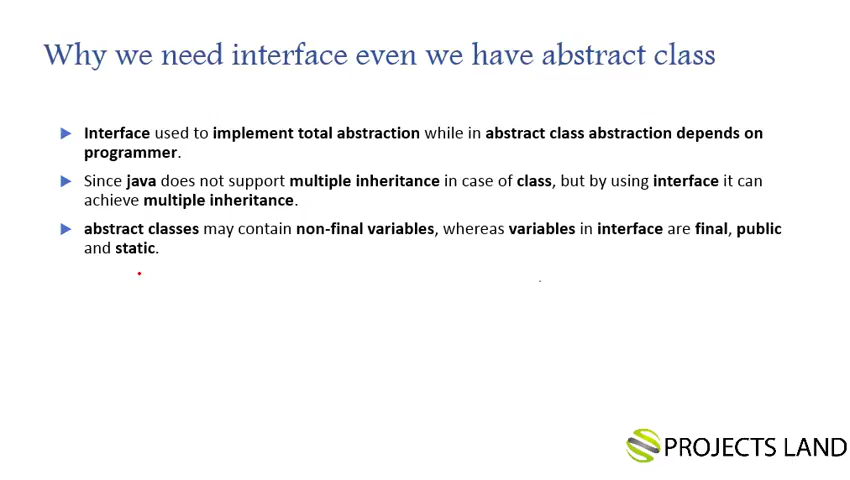 Why we need interface even we have abstract class
Interface used to implement total abstraction while in abstract class abstraction depends on
programmer.
Since java does not support multiple inheritance in case of class, but by using interface it can
achieve multiple inheritance.
abstract classes may contain non-final variables, whereas variables in interface are final, public
and static.
PROJECTS LAND